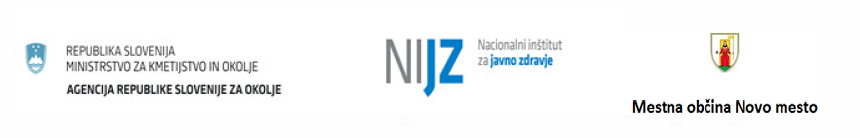 REPUBLIKA SLOVENIJA
MINISTRSTVO ZA KMETIJSTVO IN OKOLJE
AGENCIJA REPUBLIKE SLOVENIJE ZA OKOLJE
NIJZ
Nacionalni inštitut
za javno zdravje
Mestna občina Novo mesto